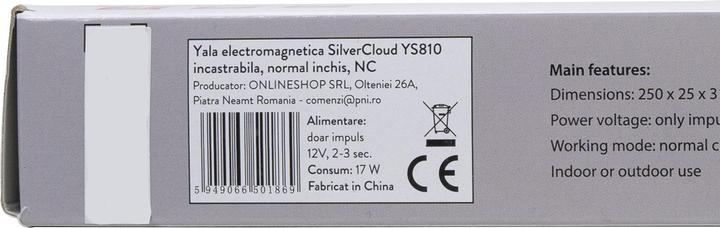 Yala electromagnetica SilverCloud YS810
incastrabila, normal inchis, NC
Producator: ONLINESHOP SRL, Olteniei 26A,
Piatra Neamt Romania - comenzi@pni.ro
Alimentare:
doar impuls
12V, 2-3 sec.
Consum: 17 W
Fabricat in China
5 949066 501869
CE
Main features:
Dimensions: 250 x 25 x 3
Power voltage: only impu
Working mode: normal c
Indoor or outdoor use